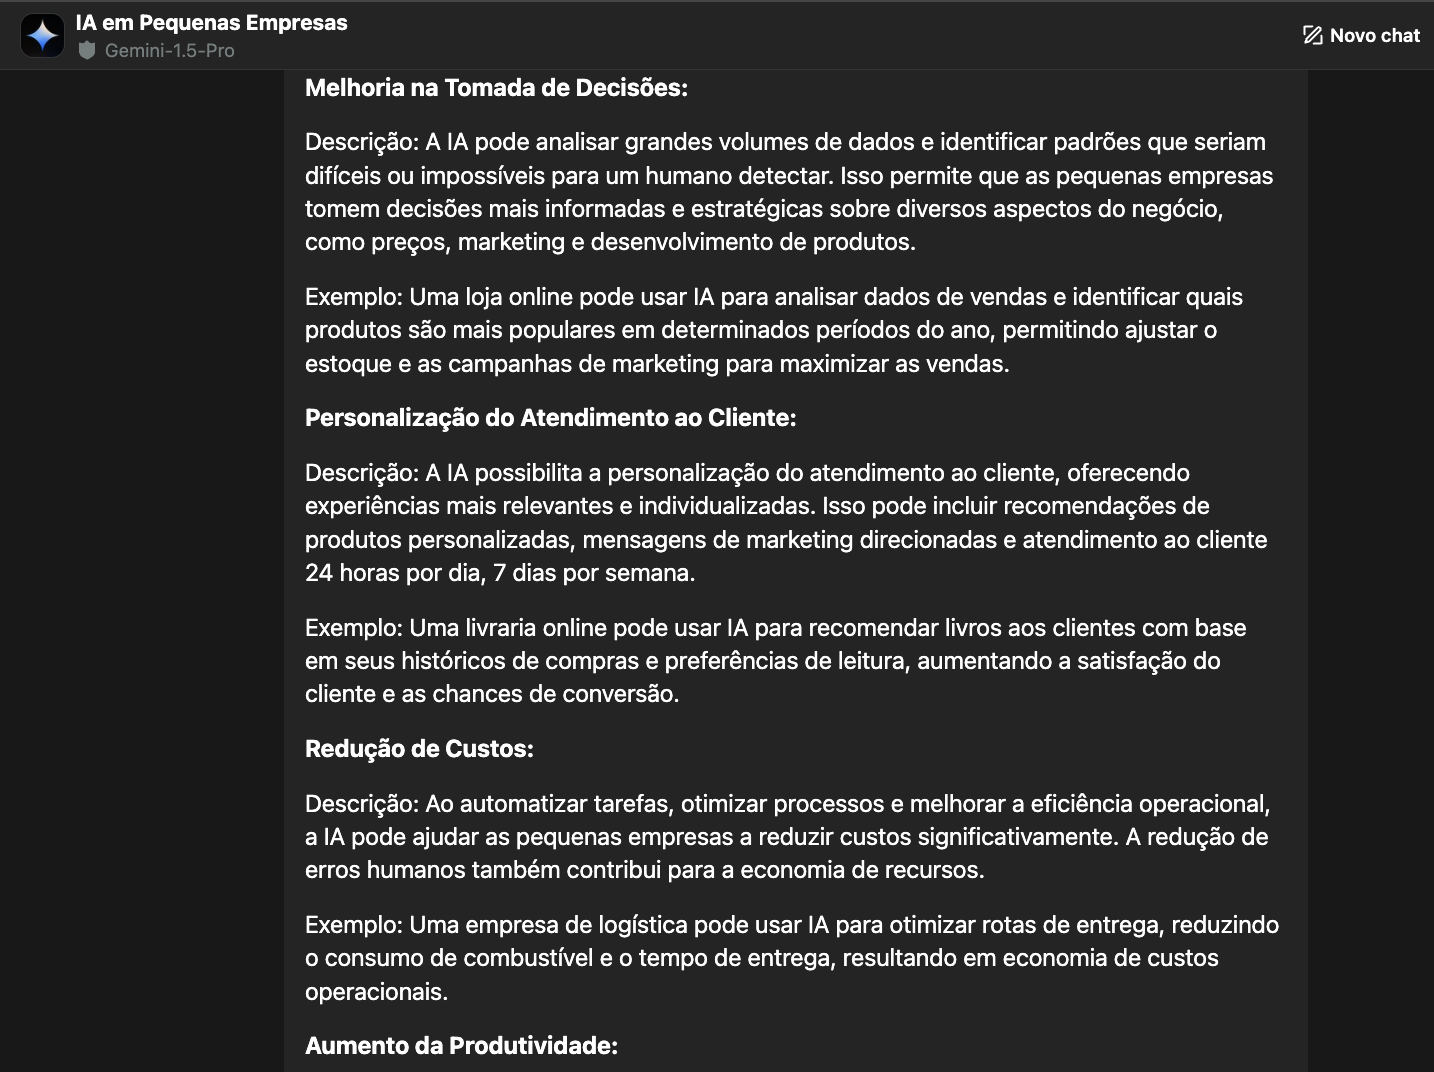 IA em Pequenas Empresas
Gemini-1.5-Pro
Novo chat
Melhoria na Tomada de Decisões:
Descrição: A IA pode analisar grandes volumes de dados e identificar padrões que seriam
difíceis ou impossíveis para um humano detectar. Isso permite que as pequenas empresas
tomem decisões mais informadas e estratégicas sobre diversos aspectos do negócio,
como preços, marketing e desenvolvimento de produtos.
Exemplo: Uma loja online pode usar IA para analisar dados de vendas e identificar quais
produtos são mais populares em determinados períodos do ano, permitindo ajustar o
estoque e as campanhas de marketing para maximizar as vendas.
Personalização do Atendimento ao Cliente:
Descrição: A IA possibilita a personalização do atendimento ao cliente, oferecendo
experiências mais relevantes e individualizadas. Isso pode incluir recomendações de
produtos personalizadas, mensagens de marketing direcionadas e atendimento ao cliente
24 horas por dia, 7 dias por semana.
Exemplo: Uma livraria online pode usar IA para recomendar livros aos clientes com base
em seus históricos de compras e preferências de leitura, aumentando a satisfação do
cliente e as chances de conversão.
Redução de Custos:
Descrição: Ao automatizar tarefas, otimizar processos e melhorar a eficiência operacional,
a IA pode ajudar as pequenas empresas a reduzir custos significativamente. A redução de
erros humanos também contribui para a economia de recursos.
Exemplo: Uma empresa de logística pode usar IA para otimizar rotas de entrega, reduzindo
o consumo de combustível e o tempo de entrega, resultando em economia de custos
operacionais.
Aumento da Produtividade: